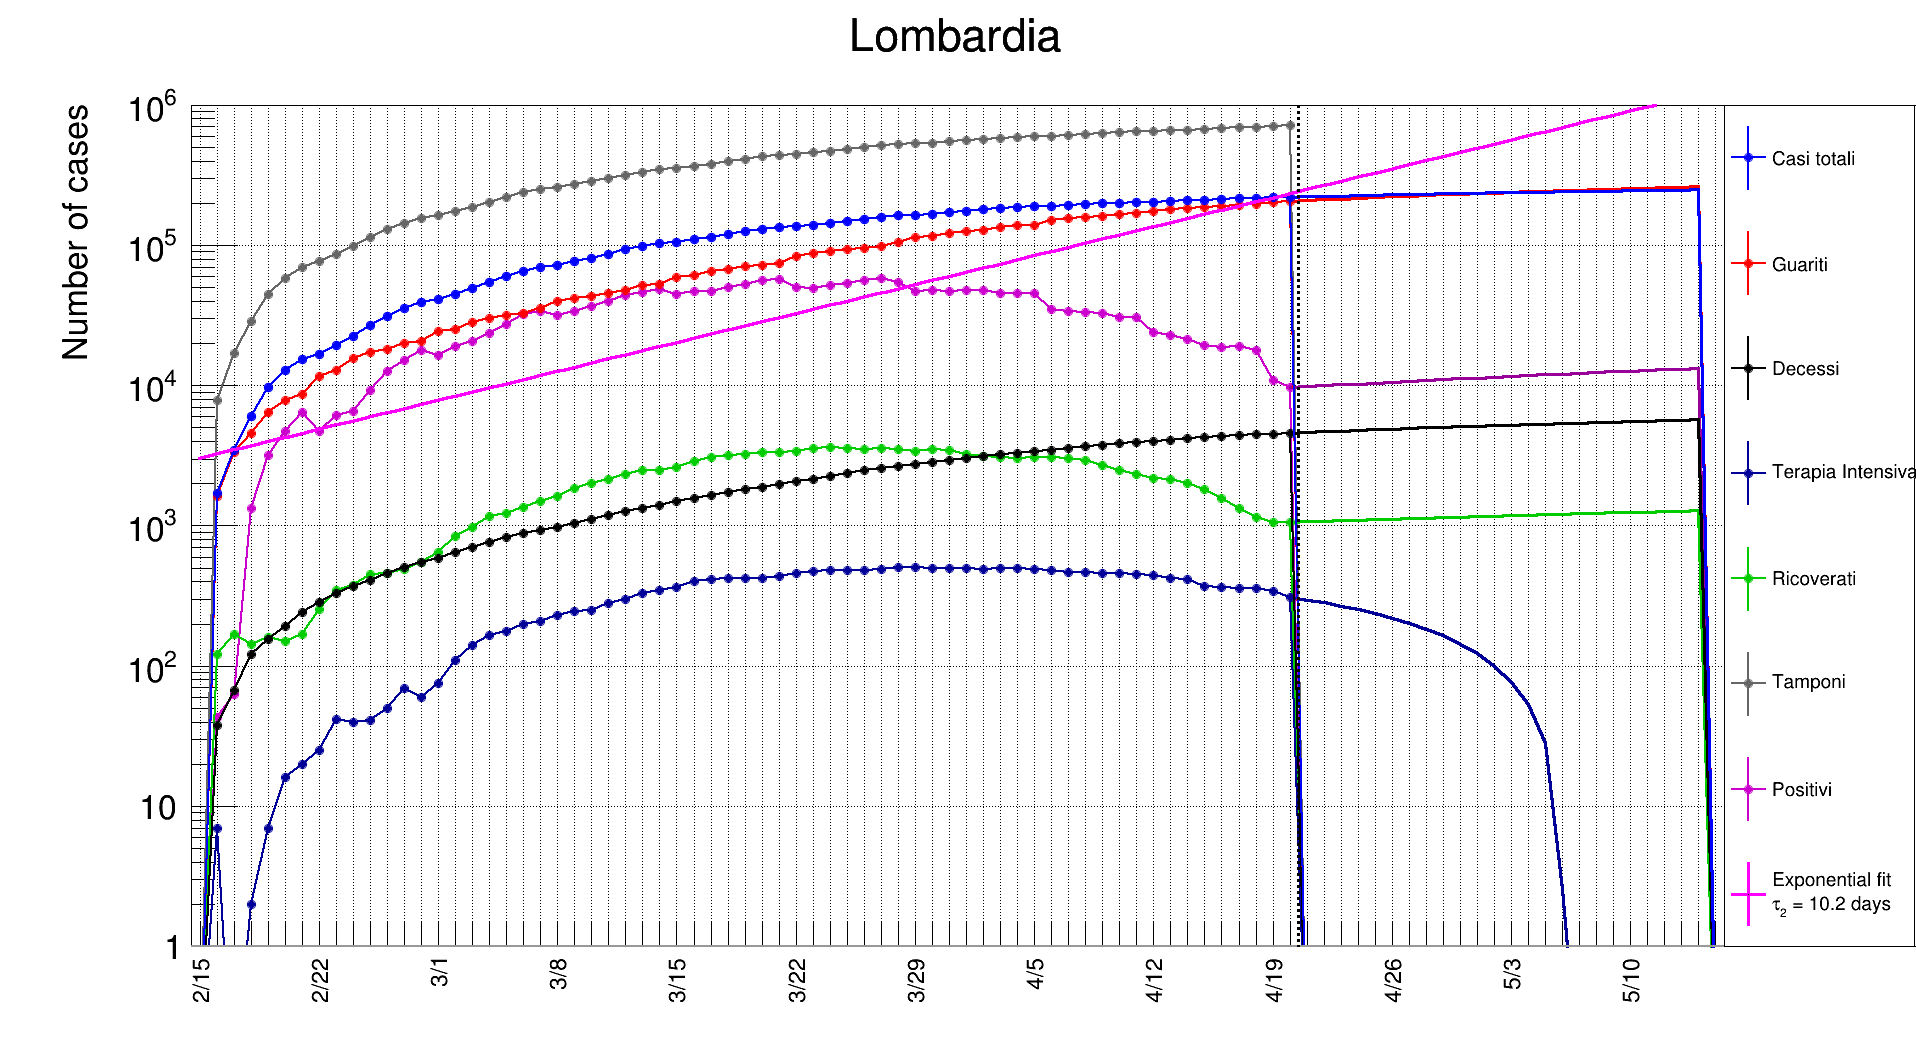 Lombardia
Number of cases
10^6
10^5
10^4
10^3
10^2
10
1
2/15
2/22
3/1
3/8
3/15
3/22
3/29
4/5
4/12
4/19
4/26
5/3
5/10
Casi totali
Guariti
Decessi
Terapia Intensiva
Ricoverati
Tamponi
Positivi
Exponential fit
τ₂ = 10.2 days